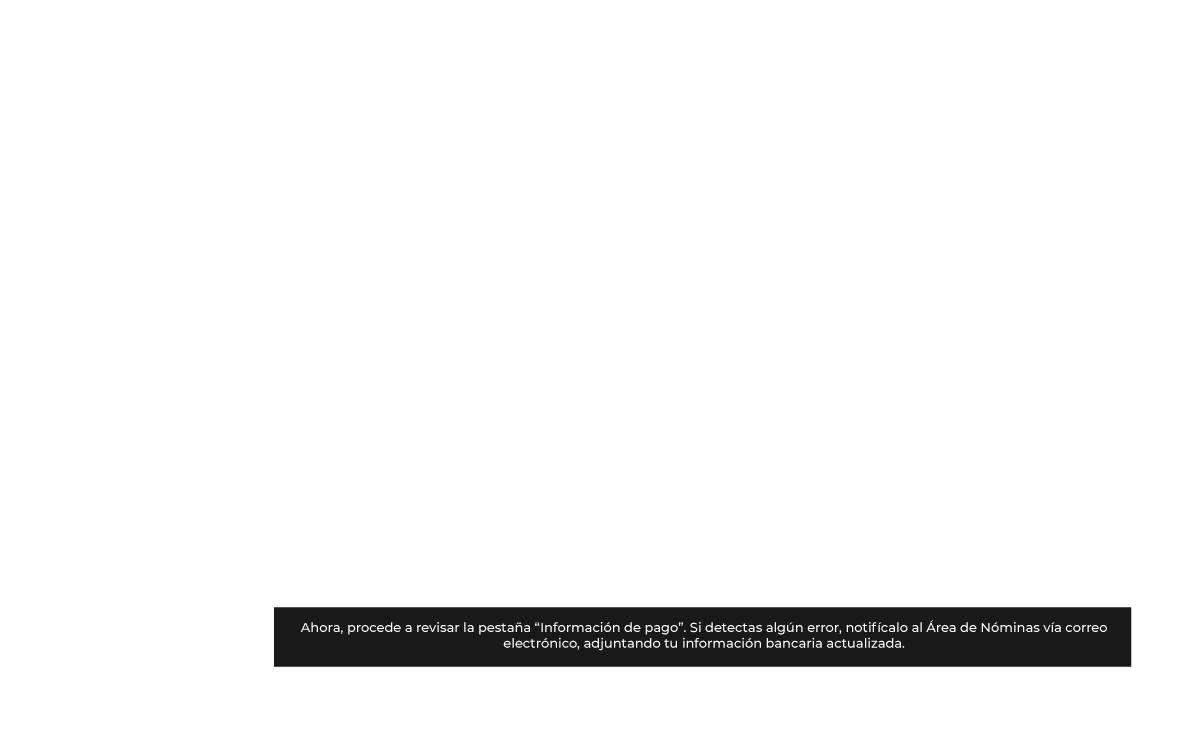 Ahora, procede a revisar la pestaña “Información de pago”. Si detectas algún error, notifícalo al Área de Nóminas vía correo
electrónico, adjuntando tu información bancaria actualizada.